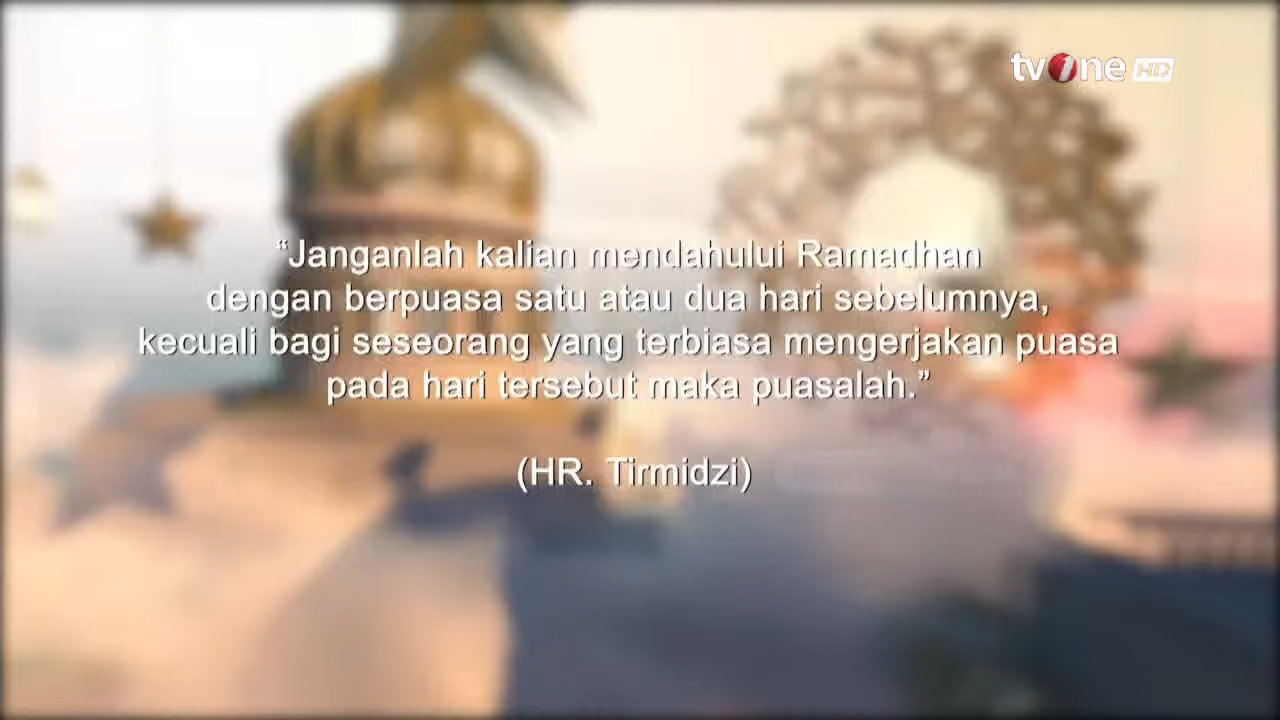 tvOne HD
“Janganlah kalian mendahului Ramadhan
dengan berpuasa satu atau dua hari sebelumnya,
kecuali bagi seseorang yang terbiasa mengerjakan puasa
pada hari tersebut maka puasalah.”
(HR. Tirmidzi)